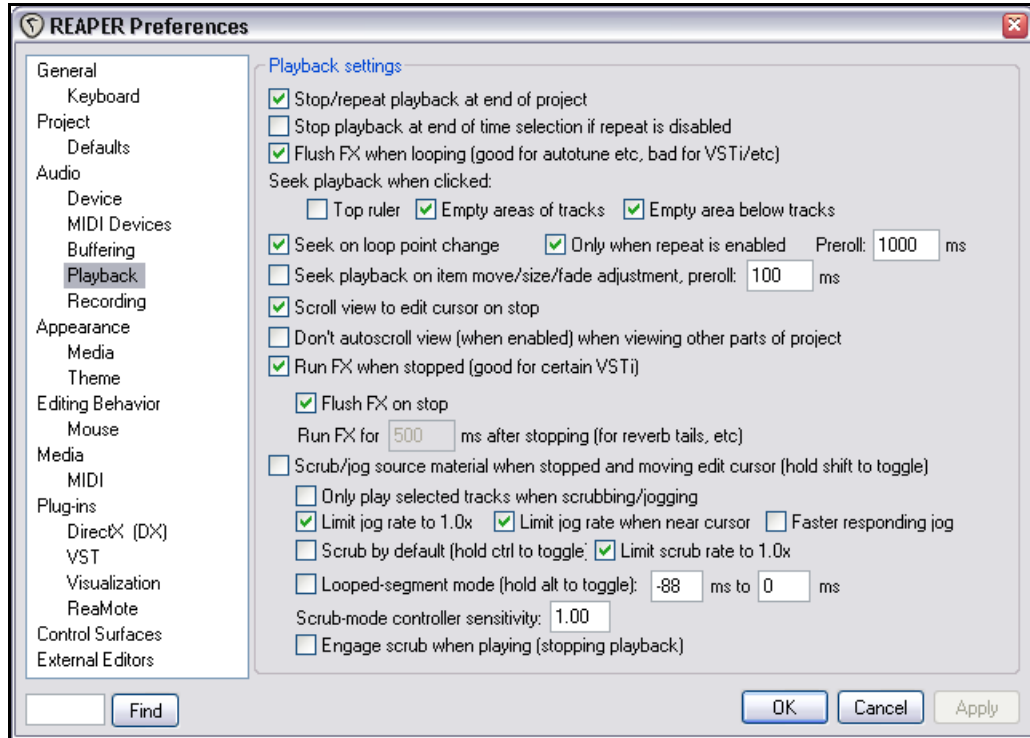 REAPER Preferences
General
Keyboard
Project
Defaults
Audio
Device
MIDI Devices
Buffering
Playback
Recording
Appearance
Media
Theme
Editing Behavior
Mouse
Media
MIDI
Plug-ins
DirectX (DX)
VST
Visualization
ReaMote
Control Surfaces
External Editors
Find
Playback settings
Stop/repeat playback at end of project
Stop playback at end of time selection if repeat is disabled
Flush FX when looping (good for autotune etc, bad for VSTi/etc)
Seek playback when clicked:
Top ruler Empty areas of tracks Empty area below tracks
Seek on loop point change Only when repeat is enabled Preroll: 1000 ms
Seek playback on item move/size/fade adjustment, preroll: 100 ms
Scroll view to edit cursor on stop
Don't autoscroll view (when enabled) when viewing other parts of project
Run FX when stopped (good for certain VSTi)
Flush FX on stop
Run FX for 500 ms after stopping (for reverb tails, etc)
Scrub/jog source material when stopped and moving edit cursor (hold shift to toggle)
Only play selected tracks when scrubbing/jogging
Limit jog rate to 1.0x Limit jog rate when near cursor Faster responding jog
Scrub by default (hold ctrl to toggle) Limit scrub rate to 1.0x
Looped-segment mode (hold alt to toggle): -88 ms to 0 ms
Scrub-mode controller sensitivity: 1.00
Engage scrub when playing (stopping playback)
OK Cancel Apply